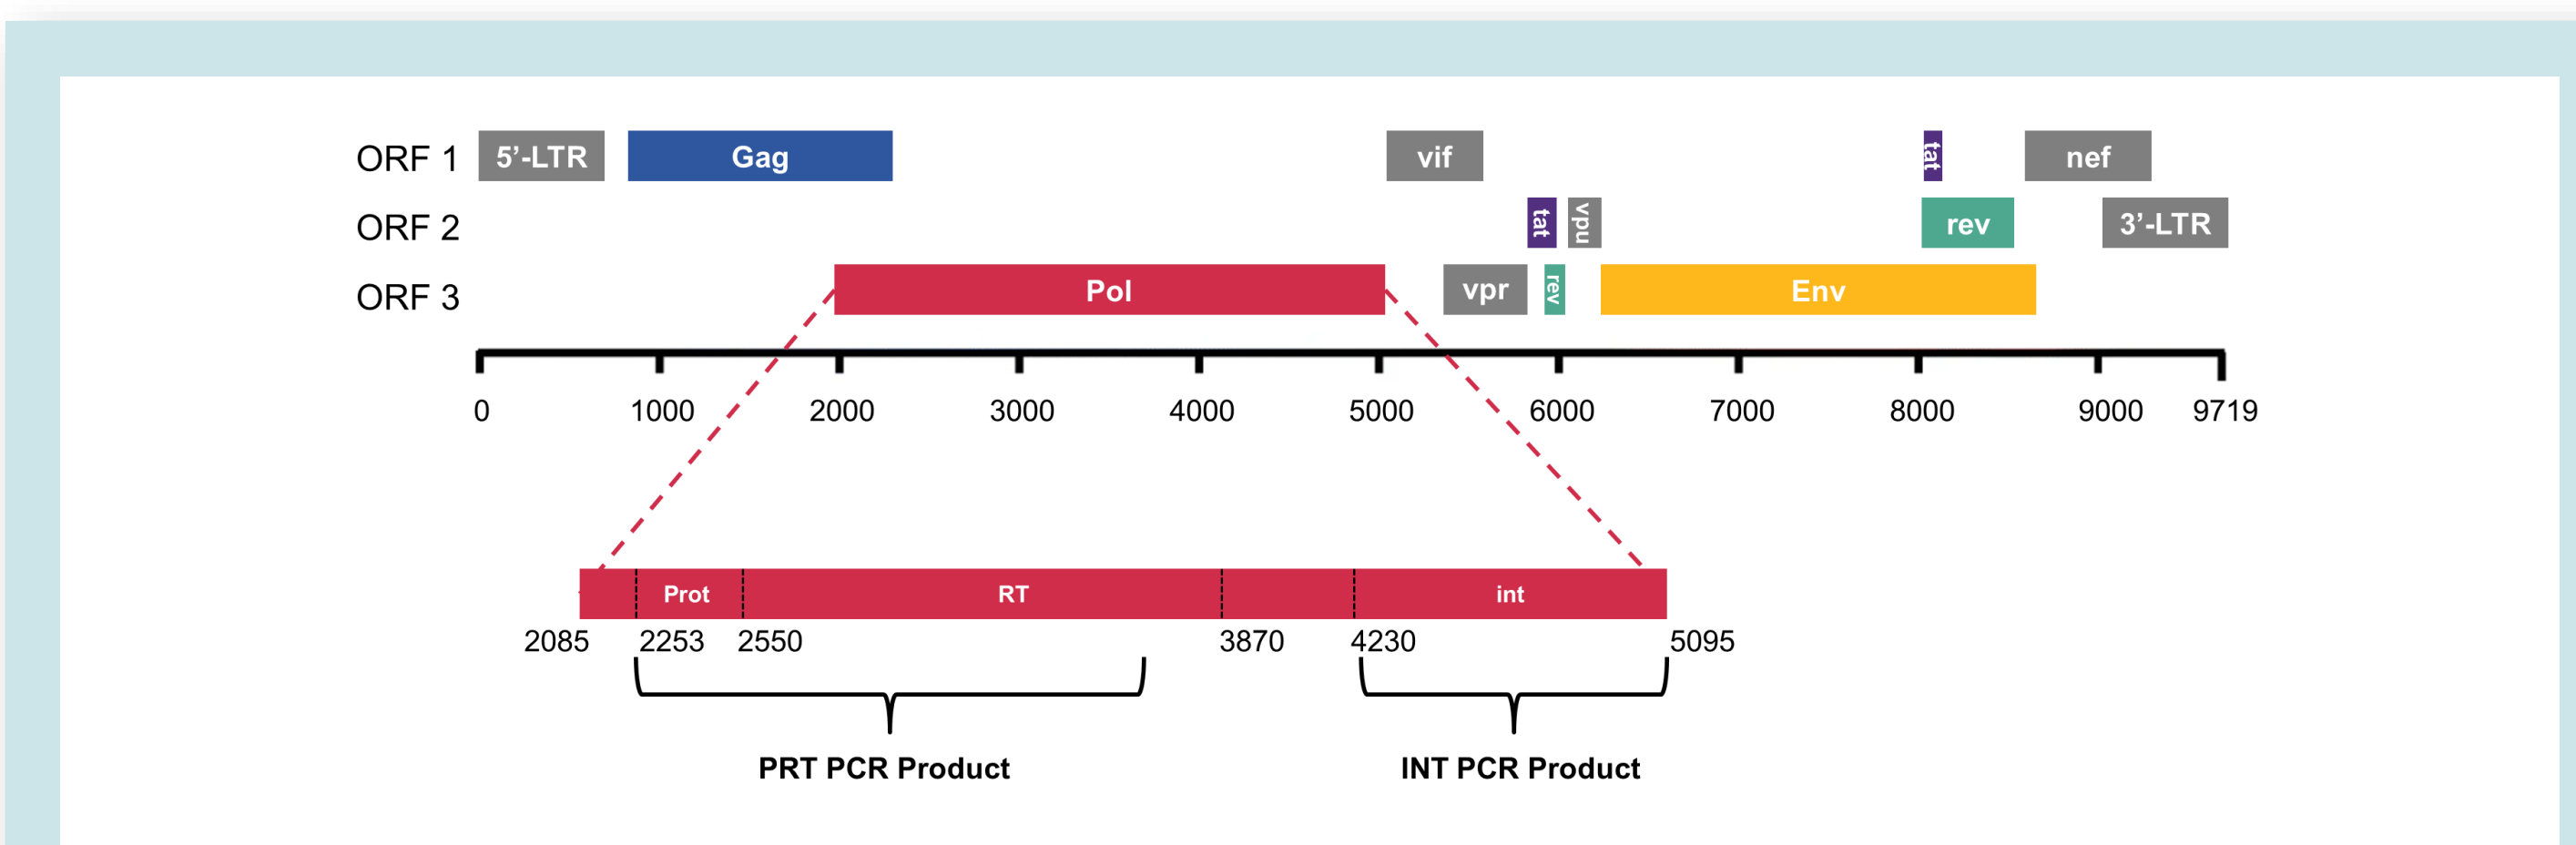 ORF 1 5’-LTR Gag vif tat nef
ORF 2 tat vpu rev 3’-LTR
ORF 3 Pol vpr rev Env
0 1000 2000 3000 4000 5000 6000 7000 8000 9000 9719
Prot RT int
2085 2253 2550 3870 4230 5095
PRT PCR Product INT PCR Product